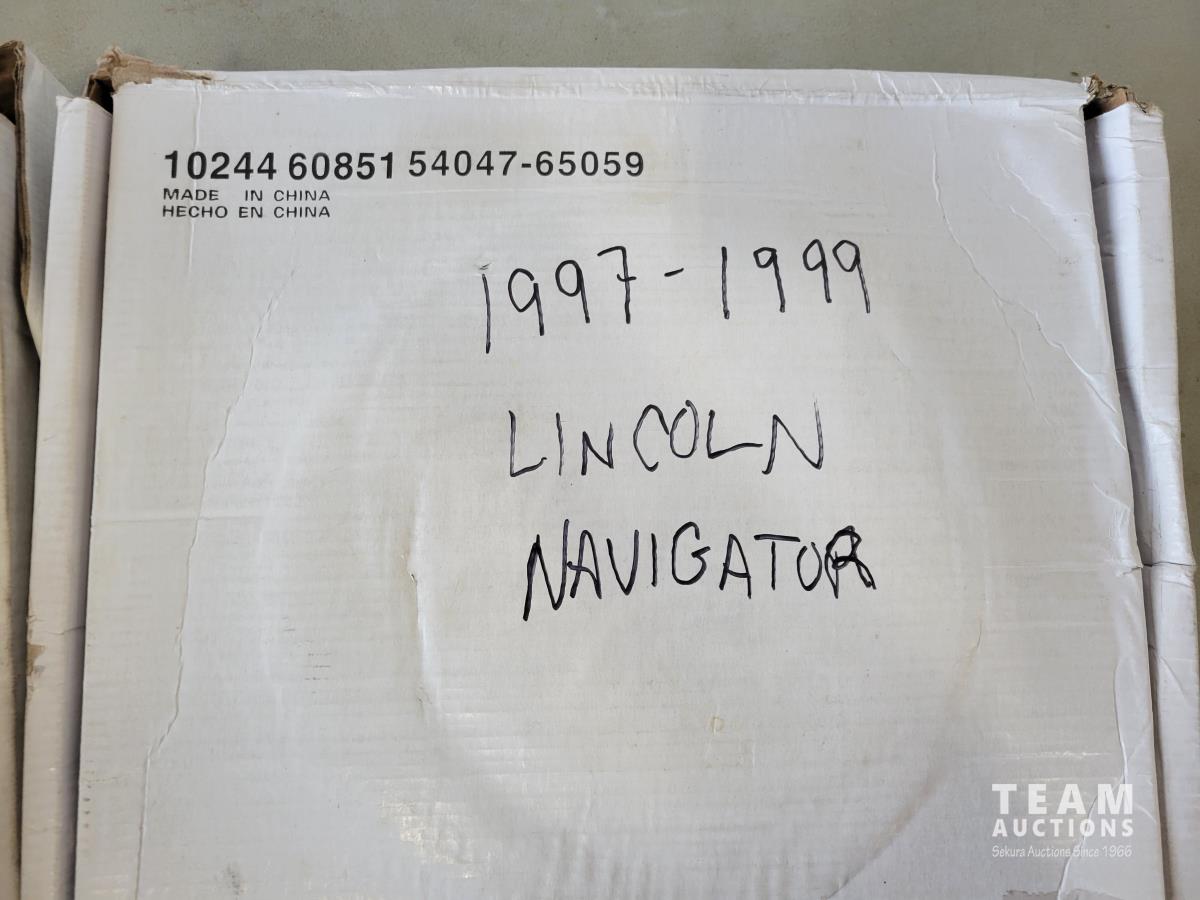 10244 60851 54047-65059
MADE IN CHINA
HECHO EN CHINA
1997-1999
LINCOLN
NAVIGATOR
TEAM
AUCTIONS
Sekura Auctions Since 1966